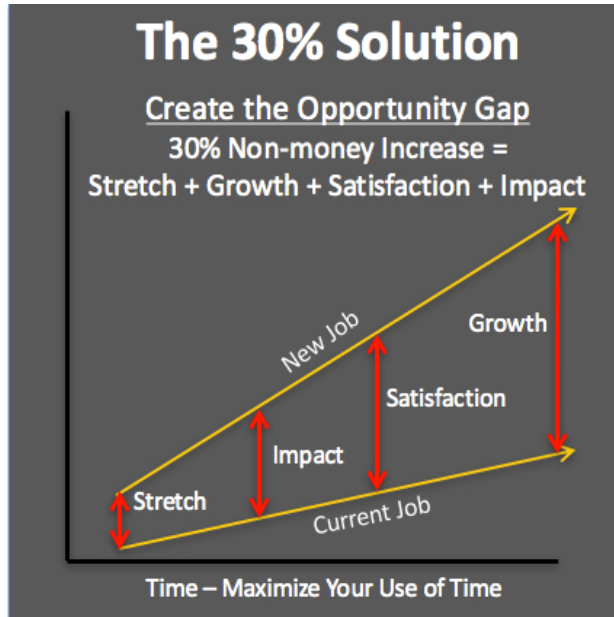 The 30% Solution
Create the Opportunity Gap
30% Non-money Increase =
Stretch + Growth + Satisfaction + Impact
New Job
Growth
Satisfaction
Impact
Stretch
Current Job
Time – Maximize Your Use of Time